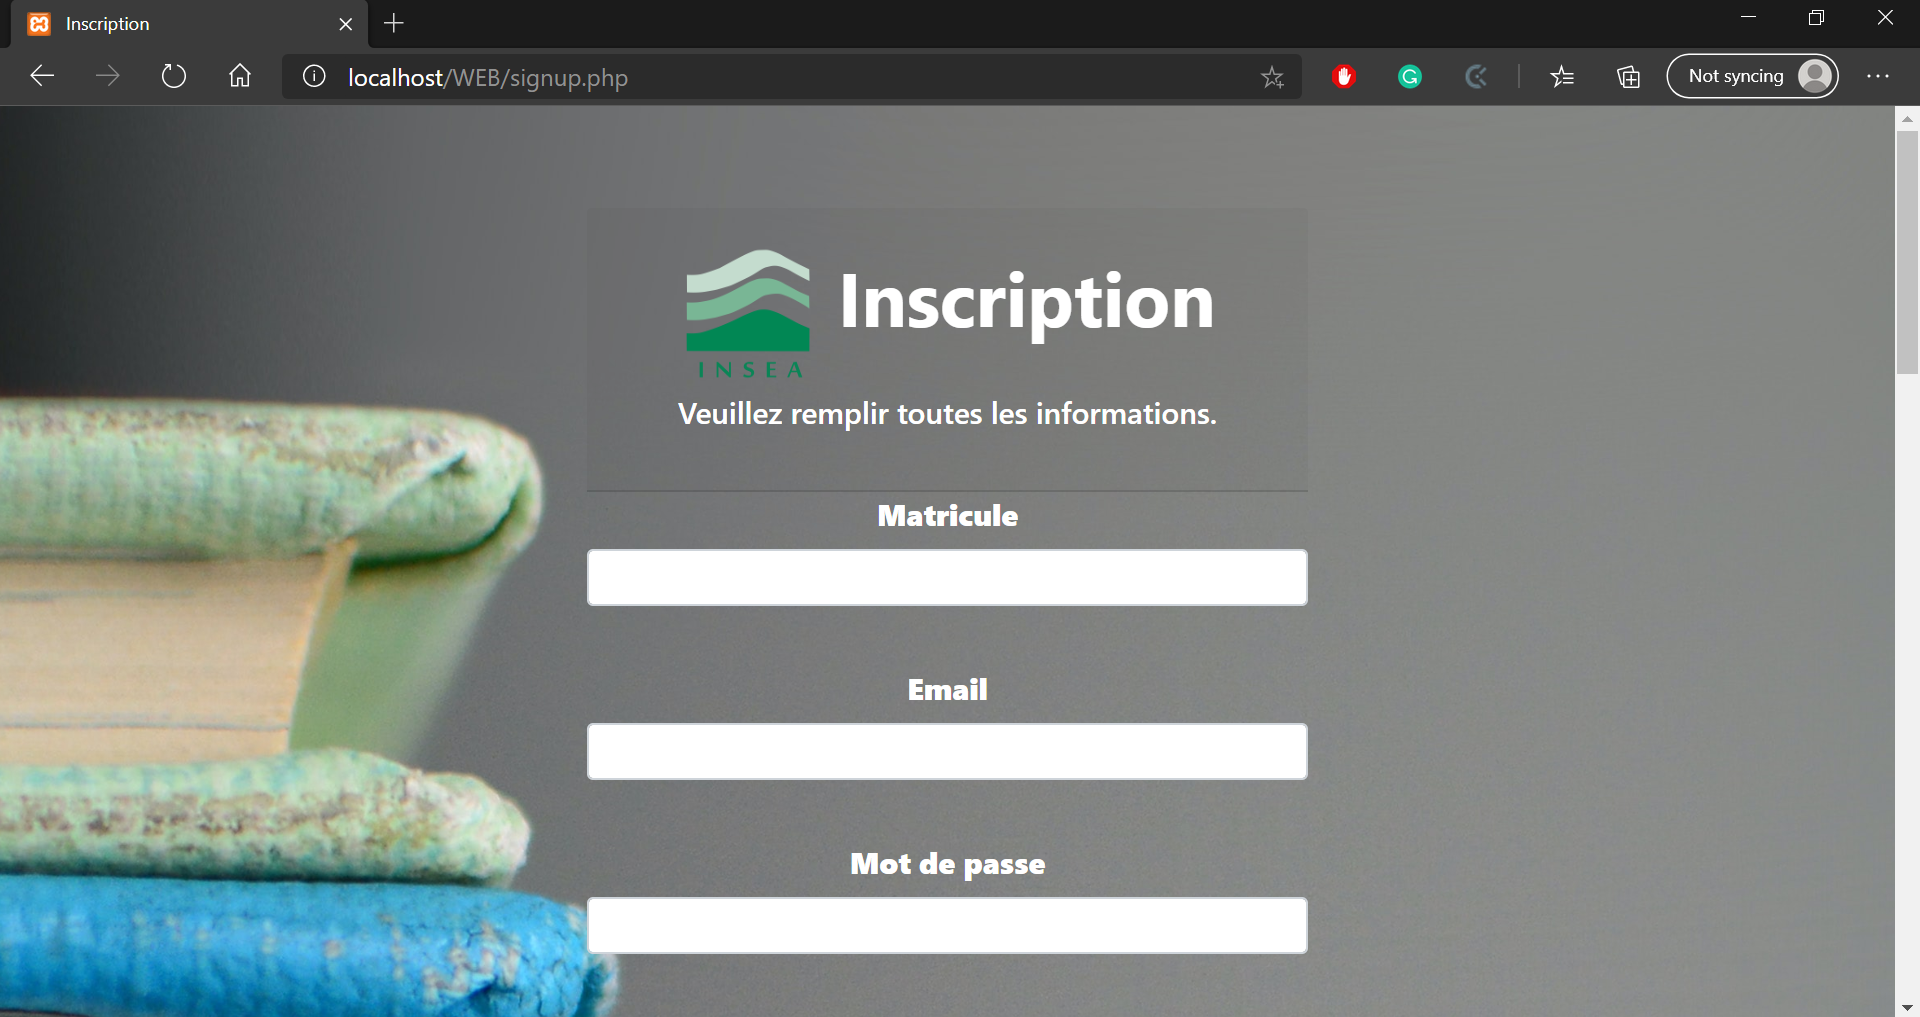 Inscription
localhost/WEB/signup.php
Not syncing
INSEA
Inscription
Veuillez remplir toutes les informations.
Matricule
Email
Mot de passe